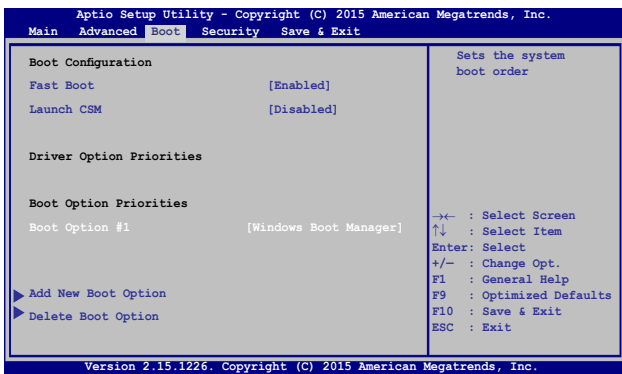 Aptio Setup Utility - Copyright (C) 2015 American Megatrends, Inc.
Main Advanced Boot Security Save & Exit
Boot Configuration
Fast Boot [Enabled]
Launch CSM [Disabled]
Driver Option Priorities
Boot Option Priorities
Boot Option #1 [Windows Boot Manager]
Add New Boot Option
Delete Boot Option
Sets the system
boot order
→← : Select Screen
↑↓ : Select Item
Enter: Select
+/— : Change Opt.
F1 : General Help
F9 : Optimized Defaults
F10 : Save & Exit
ESC : Exit
Version 2.15.1226. Copyright (C) 2015 American Megatrends, Inc.